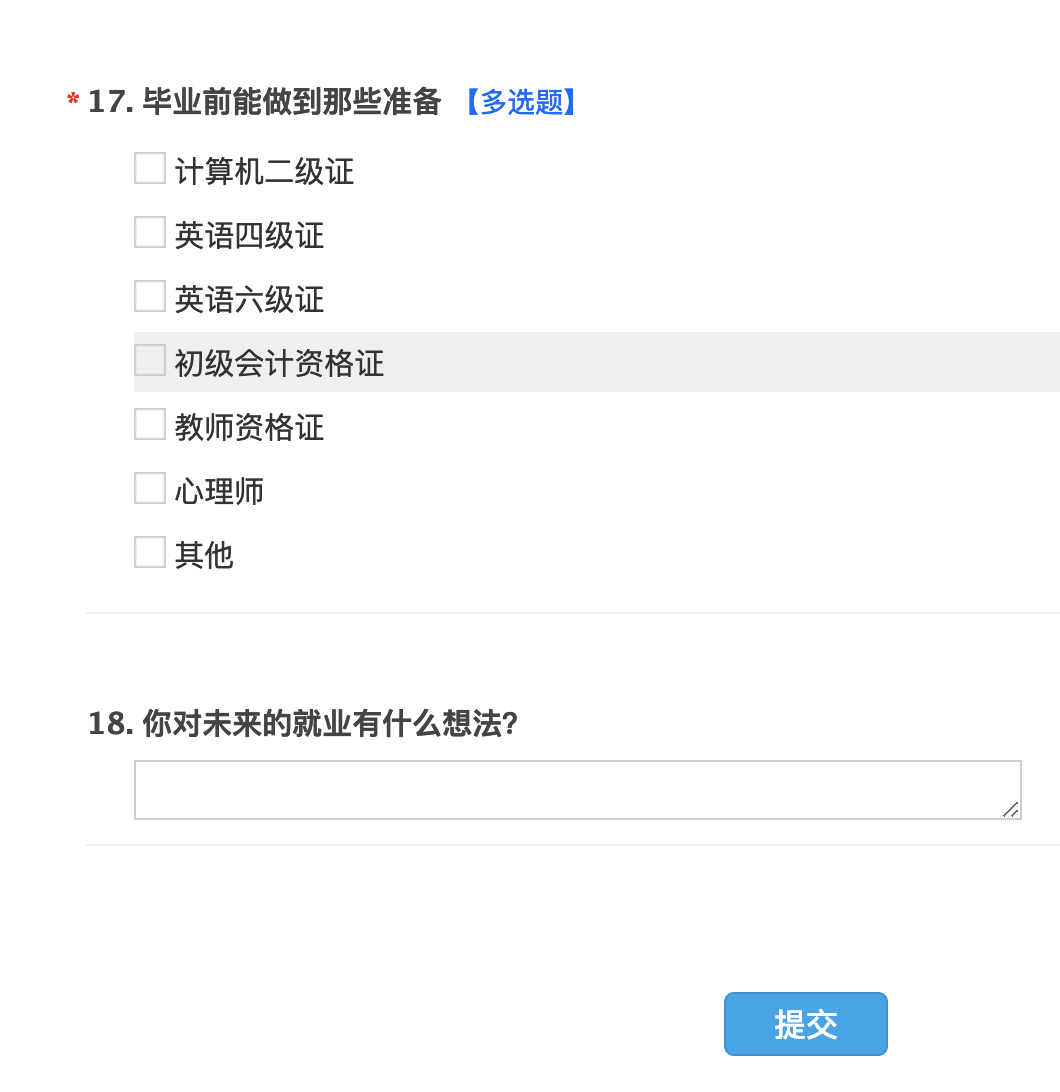 * 17. 毕业前能做到那些准备 【多选题】
计算机二级证
英语四级证
英语六级证
初级会计资格证
教师资格证
心理师
其他
18. 你对未来的就业有什么想法?
提交